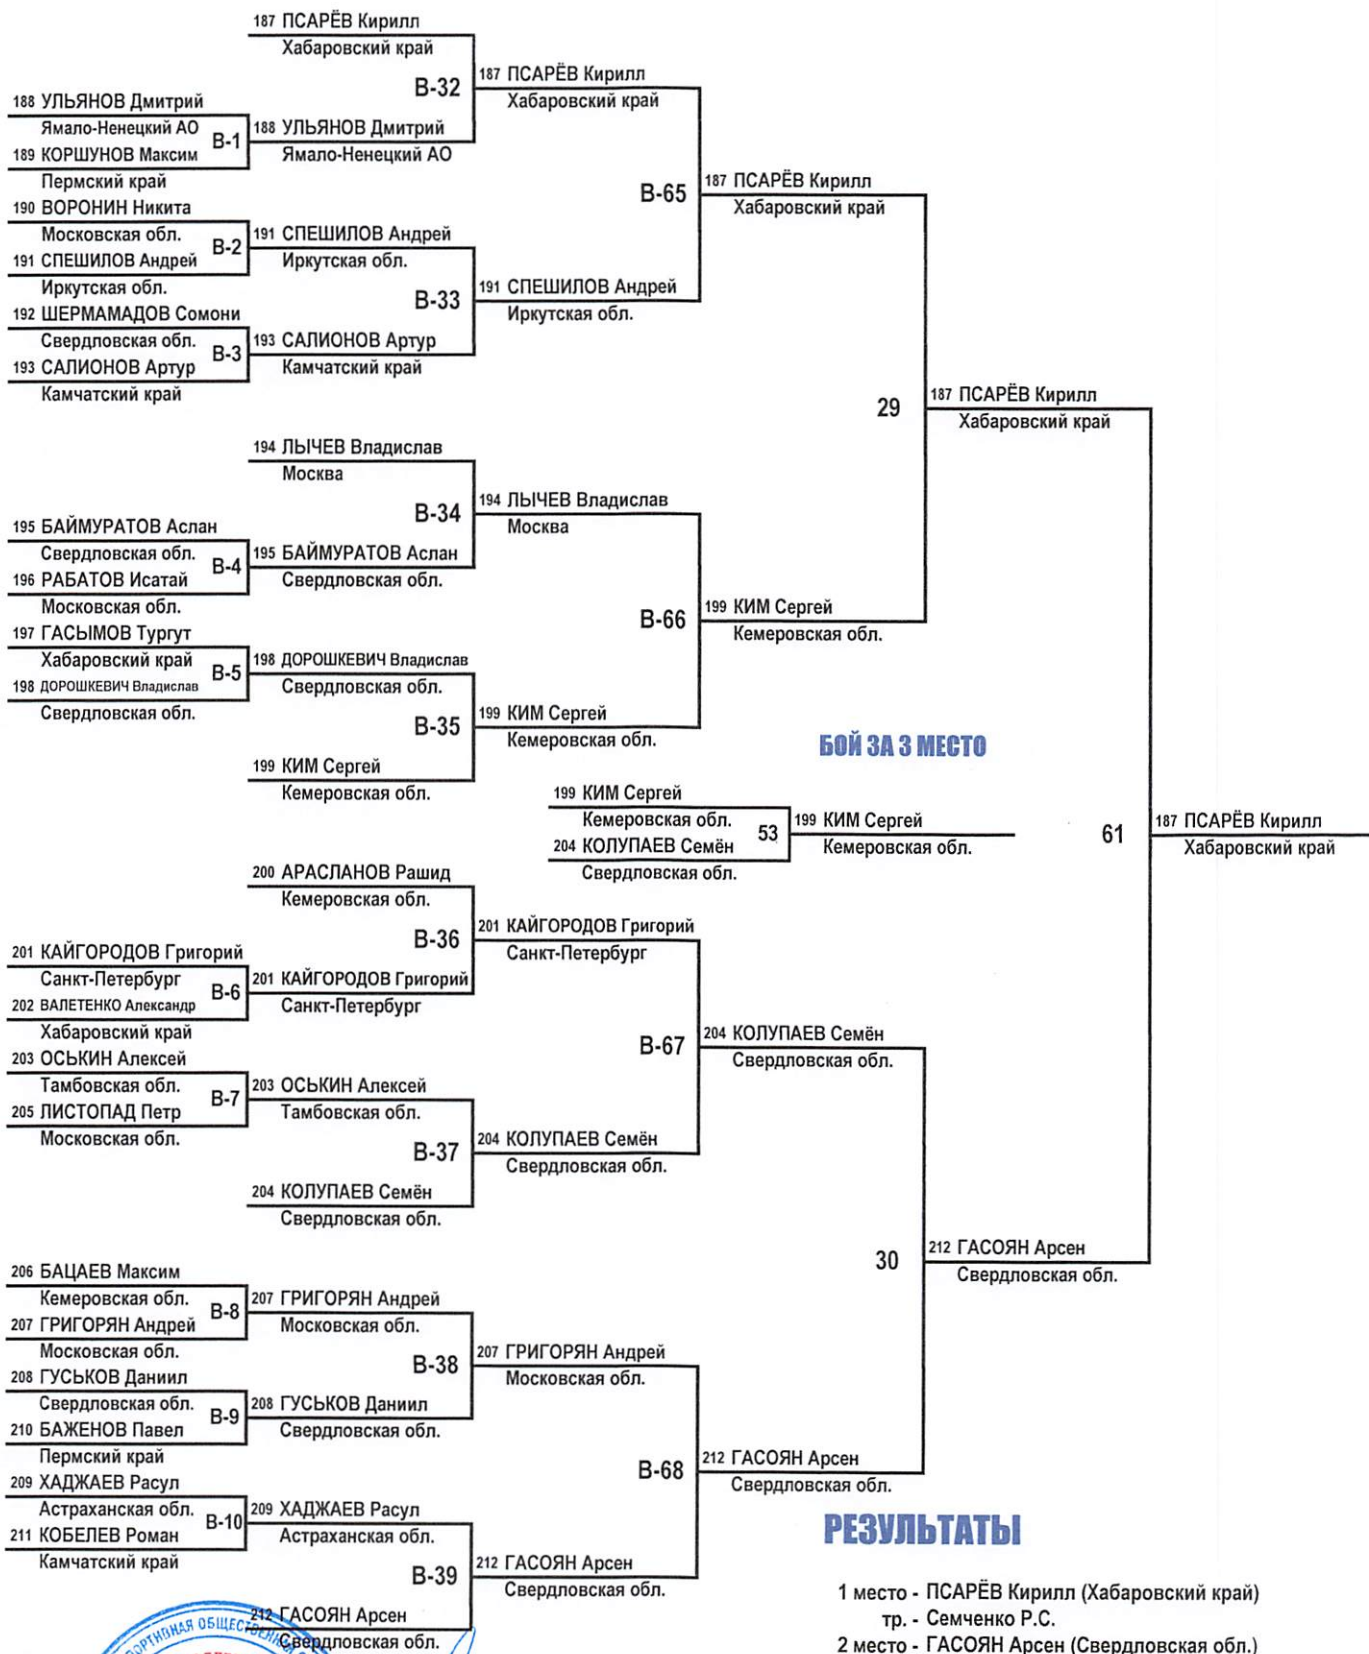 187 ПСАРЁВ Кирилл
Хабаровский край
В-32
187 ПСАРЁВ Кирилл
Хабаровский край
188 УЛЬЯНОВ Дмитрий
Ямало-Ненецкий АО
В-1
188 УЛЬЯНОВ Дмитрий
Ямало-Ненецкий АО
189 КОРШУНОВ Максим
Пермский край
В-65
187 ПСАРЁВ Кирилл
Хабаровский край
190 ВОРОНИН Никита
Московская обл.
В-2
191 СПЕШИЛОВ Андрей
Иркутская обл.
191 СПЕШИЛОВ Андрей
Иркутская обл.
В-33
191 СПЕШИЛОВ Андрей
Иркутская обл.
192 ШЕРМАМАДОВ Сомони
Свердловская обл.
В-3
193 САЛИОНОВ Артур
Камчатский край
193 САЛИОНОВ Артур
Камчатский край
29
187 ПСАРЁВ Кирилл
Хабаровский край
194 ЛЫЧЕВ Владислав
Москва
В-34
194 ЛЫЧЕВ Владислав
Москва
195 БАЙМУРАТОВ Аслан
Свердловская обл.
В-4
195 БАЙМУРАТОВ Аслан
Свердловская обл.
196 РАБАТОВ Исатай
Московская обл.
В-66
199 КИМ Сергей
Кемеровская обл.
197 ГАСЫМОВ Тургут
Хабаровский край
В-5
198 ДОРОШКЕВИЧ Владислав
Свердловская обл.
198 ДОРОШКЕВИЧ Владислав
Свердловская обл.
В-35
199 КИМ Сергей
Кемеровская обл.
199 КИМ Сергей
Кемеровская обл.
БОЙ ЗА 3 МЕСТО
199 КИМ Сергей
Кемеровская обл.
53
199 КИМ Сергей
Кемеровская обл.
204 КОЛУПАЕВ Семён
Свердловская обл.
61
187 ПСАРЁВ Кирилл
Хабаровский край
200 АРАСЛАНОВ Рашид
Кемеровская обл.
В-36
201 КАЙГОРОДОВ Григорий
Санкт-Петербург
201 КАЙГОРОДОВ Григорий
Санкт-Петербург
В-6
201 КАЙГОРОДОВ Григорий
Санкт-Петербург
202 ВАЛЕТЕНКО Александр
Хабаровский край
В-67
204 КОЛУПАЕВ Семён
Свердловская обл.
203 ОСЬКИН Алексей
Тамбовская обл.
В-7
203 ОСЬКИН Алексей
Тамбовская обл.
205 ЛИСТОПАД Петр
Московская обл.
В-37
204 КОЛУПАЕВ Семён
Свердловская обл.
204 КОЛУПАЕВ Семён
Свердловская обл.
30
212 ГАСОЯН Арсен
Свердловская обл.
206 БАЦАЕВ Максим
Кемеровская обл.
В-8
207 ГРИГОРЯН Андрей
Московская обл.
207 ГРИГОРЯН Андрей
Московская обл.
В-38
207 ГРИГОРЯН Андрей
Московская обл.
208 ГУСЬКОВ Даниил
Свердловская обл.
В-9
208 ГУСЬКОВ Даниил
Свердловская обл.
210 БАЖЕНОВ Павел
Пермский край
В-68
212 ГАСОЯН Арсен
Свердловская обл.
209 ХАДЖАЕВ Расул
Астраханская обл.
В-10
209 ХАДЖАЕВ Расул
Астраханская обл.
211 КОБЕЛЕВ Роман
Камчатский край
В-39
212 ГАСОЯН Арсен
Свердловская обл.
212 ГАСОЯН Арсен
Свердловская обл.
РЕЗУЛЬТАТЫ
1 место - ПСАРЁВ Кирилл (Хабаровский край)
тр. - Семченко Р.С.
2 место - ГАСОЯН Арсен (Свердловская обл.)